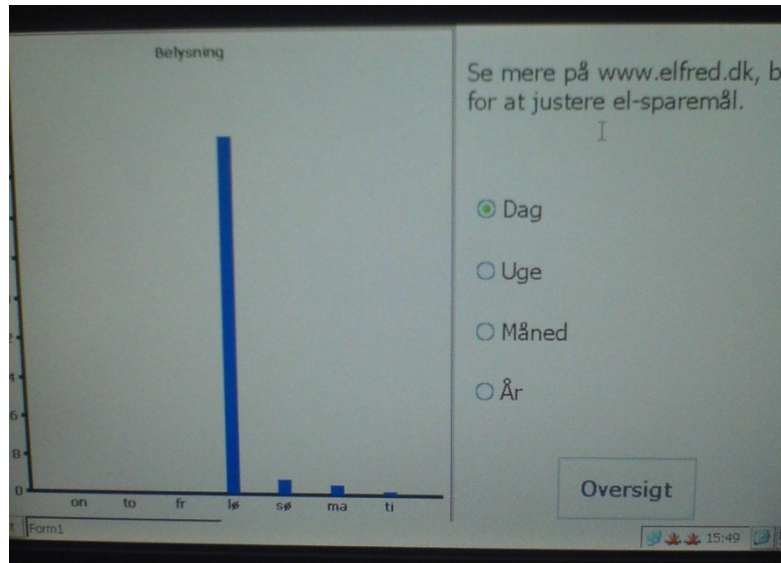 Belysning
8
0
on to fr lø sø ma ti
Form1
Se mere på www.elfred.dk, b
for at justere el-sparemål.
Dag
Uge
Måned
År
Oversigt
15:49